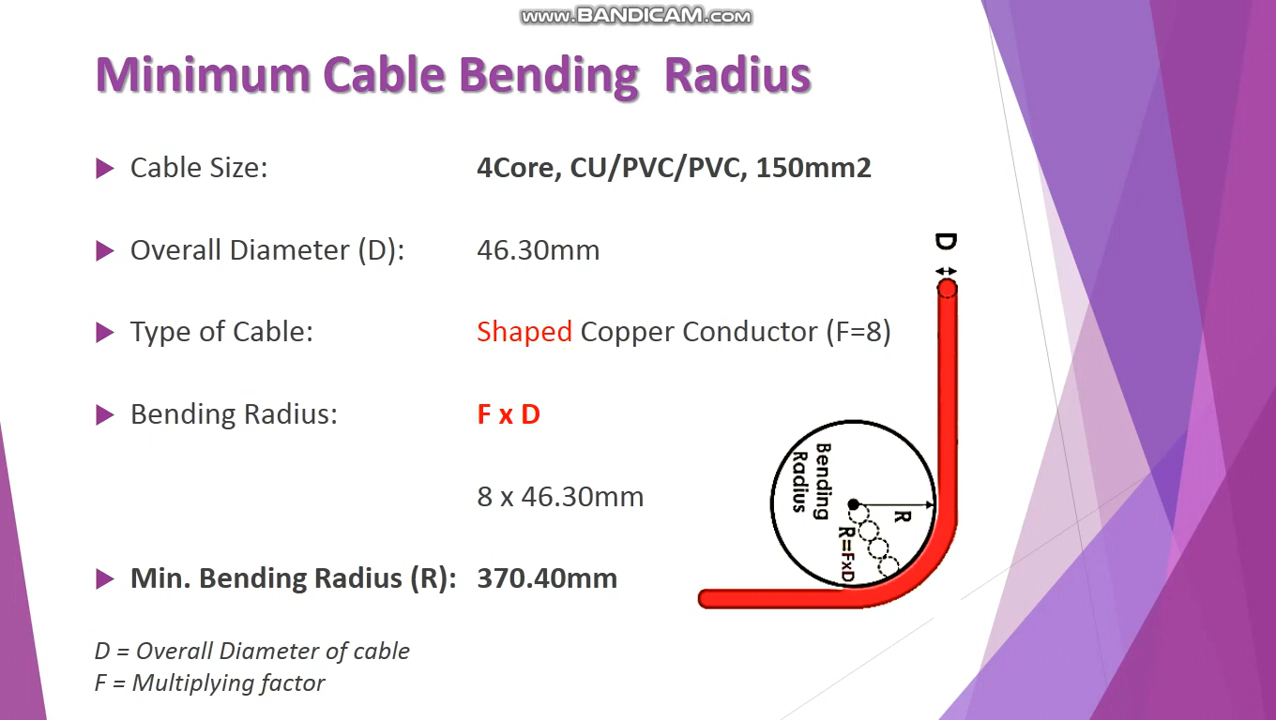 www.BANDICAM.com
Minimum Cable Bending Radius
Cable Size: 4Core, CU/PVC/PVC, 150mm2
Overall Diameter (D): 46.30mm
Type of Cable: Shaped Copper Conductor (F=8)
Bending Radius: F x D
8 x 46.30mm
Min. Bending Radius (R): 370.40mm
D = Overall Diameter of cable
F = Multiplying factor
D
Bending
Radius
R
R=FxD